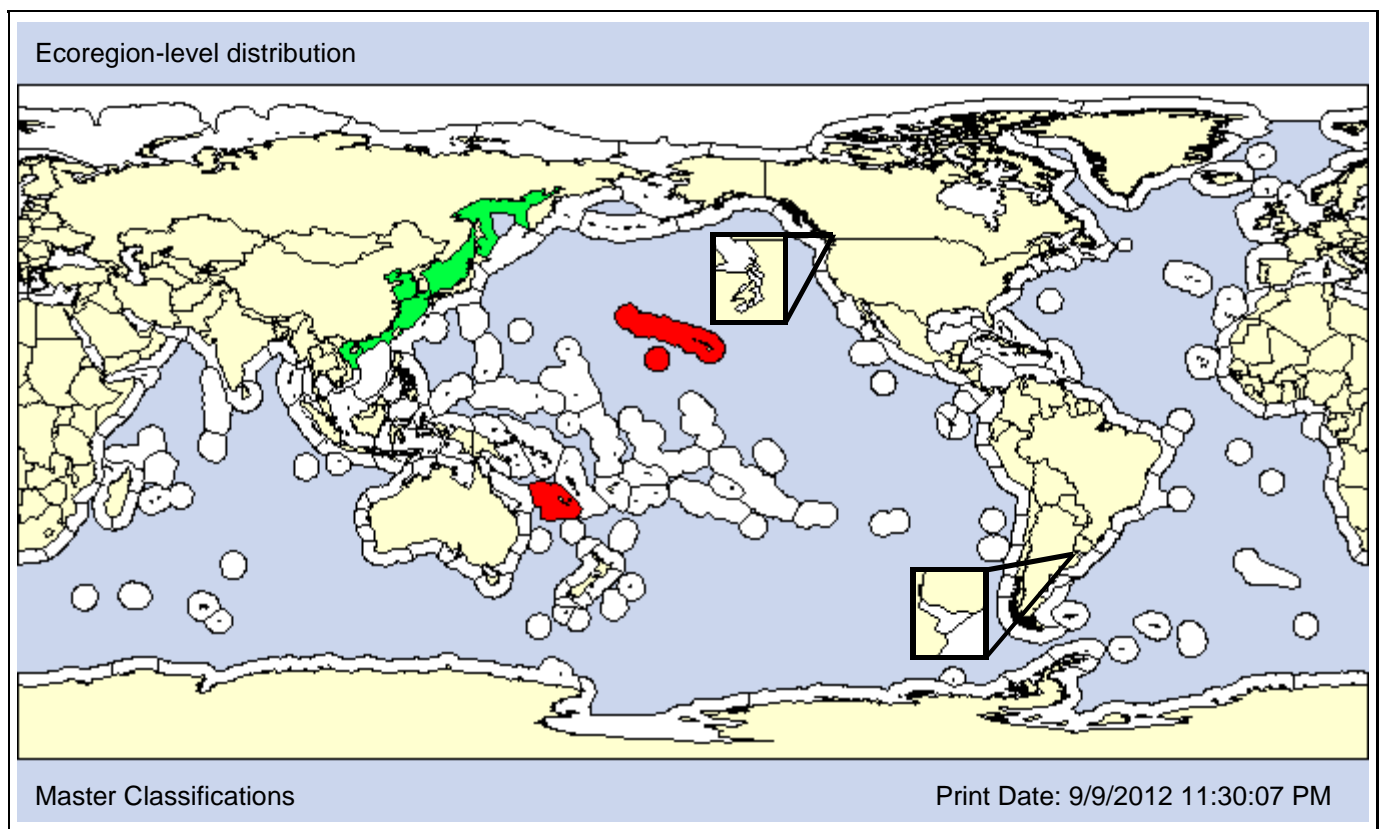 Ecoregion-level distribution
Master Classifications
Print Date: 9/9/2012 11:30:07 PM